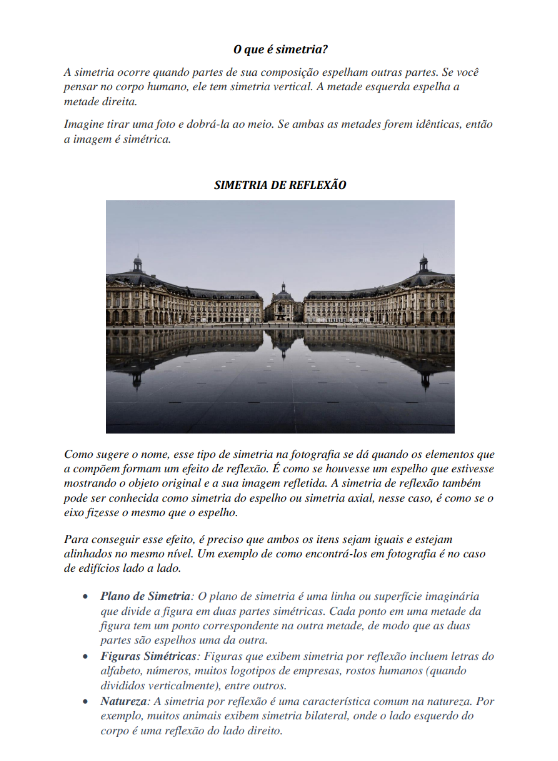 O que é simetria?
A simetria ocorre quando partes de sua composição espelham outras partes. Se você
pensar no corpo humano, ele tem simetria vertical. A metade esquerda espelha a
metade direita.
Imagine tirar uma foto e dobrá-la ao meio. Se ambas as metades forem idênticas, então
a imagem é simétrica.
SIMETRIA DE REFLEXÃO
Como sugere o nome, esse tipo de simetria na fotografia se dá quando os elementos que
a compõem formam um efeito de reflexão. É como se houvesse um espelho que estivesse
mostrando o objeto original e a sua imagem refletida. A simetria de reflexão também
pode ser conhecida como simetria do espelho ou simetria axial, nesse caso, é como se o
eixo fizesse o mesmo que o espelho.
Para conseguir esse efeito, é preciso que ambos os itens sejam iguais e estejam
alinhados no mesmo nível. Um exemplo de como encontrá-los em fotografia é no caso
de edifícios lado a lado.
• Plano de Simetria: O plano de simetria é uma linha ou superfície imaginária
que divide a figura em duas partes simétricas. Cada ponto em uma metade da
figura tem um ponto correspondente na outra metade, de modo que as duas
partes são espelhos uma da outra.
• Figuras Simétricas: Figuras que exibem simetria por reflexão incluem letras do
alfabeto, números, muitos logotipos de empresas, rostos humanos (quando
divididos verticalmente), entre outros.
• Natureza: A simetria por reflexão é uma característica comum na natureza. Por
exemplo, muitos animais exibem simetria bilateral, onde o lado esquerdo do
corpo é uma reflexão do lado direito.